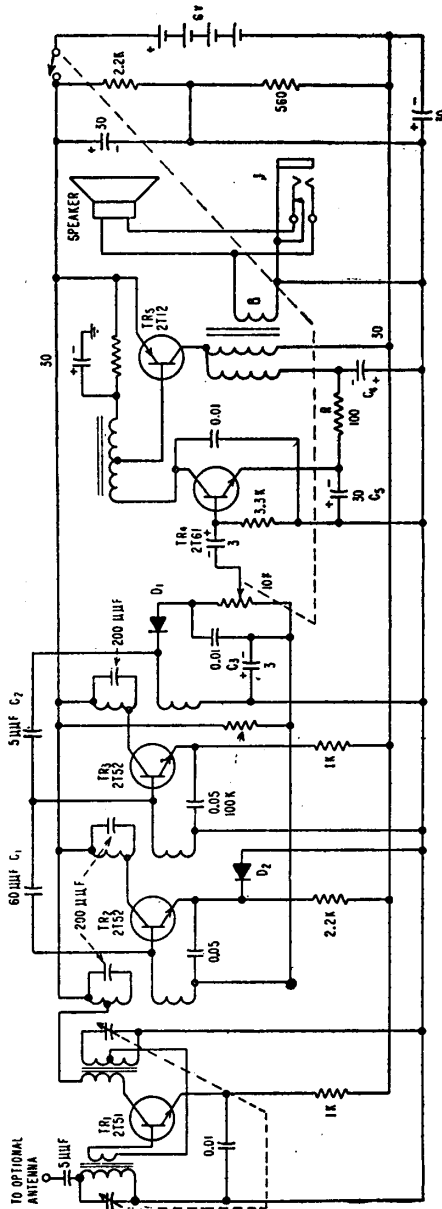 TO OPTIONAL
ANTENNA
5 μμF
TR1
2T51
0.01
1K
200 μμF
60 μμF C1
TR2
2T52
0.05
D2
2.2K
5 μμF C2
TR3
2T52
0.05
100K
1K
200 μμF
D1
0.01
C3
3
10K
TR4
2T61
3
3.3K
0.01
30
C5
R
100
C4
30
30
TR5
2T12
B
J
SPEAKER
30
2.2K
560
6V
30